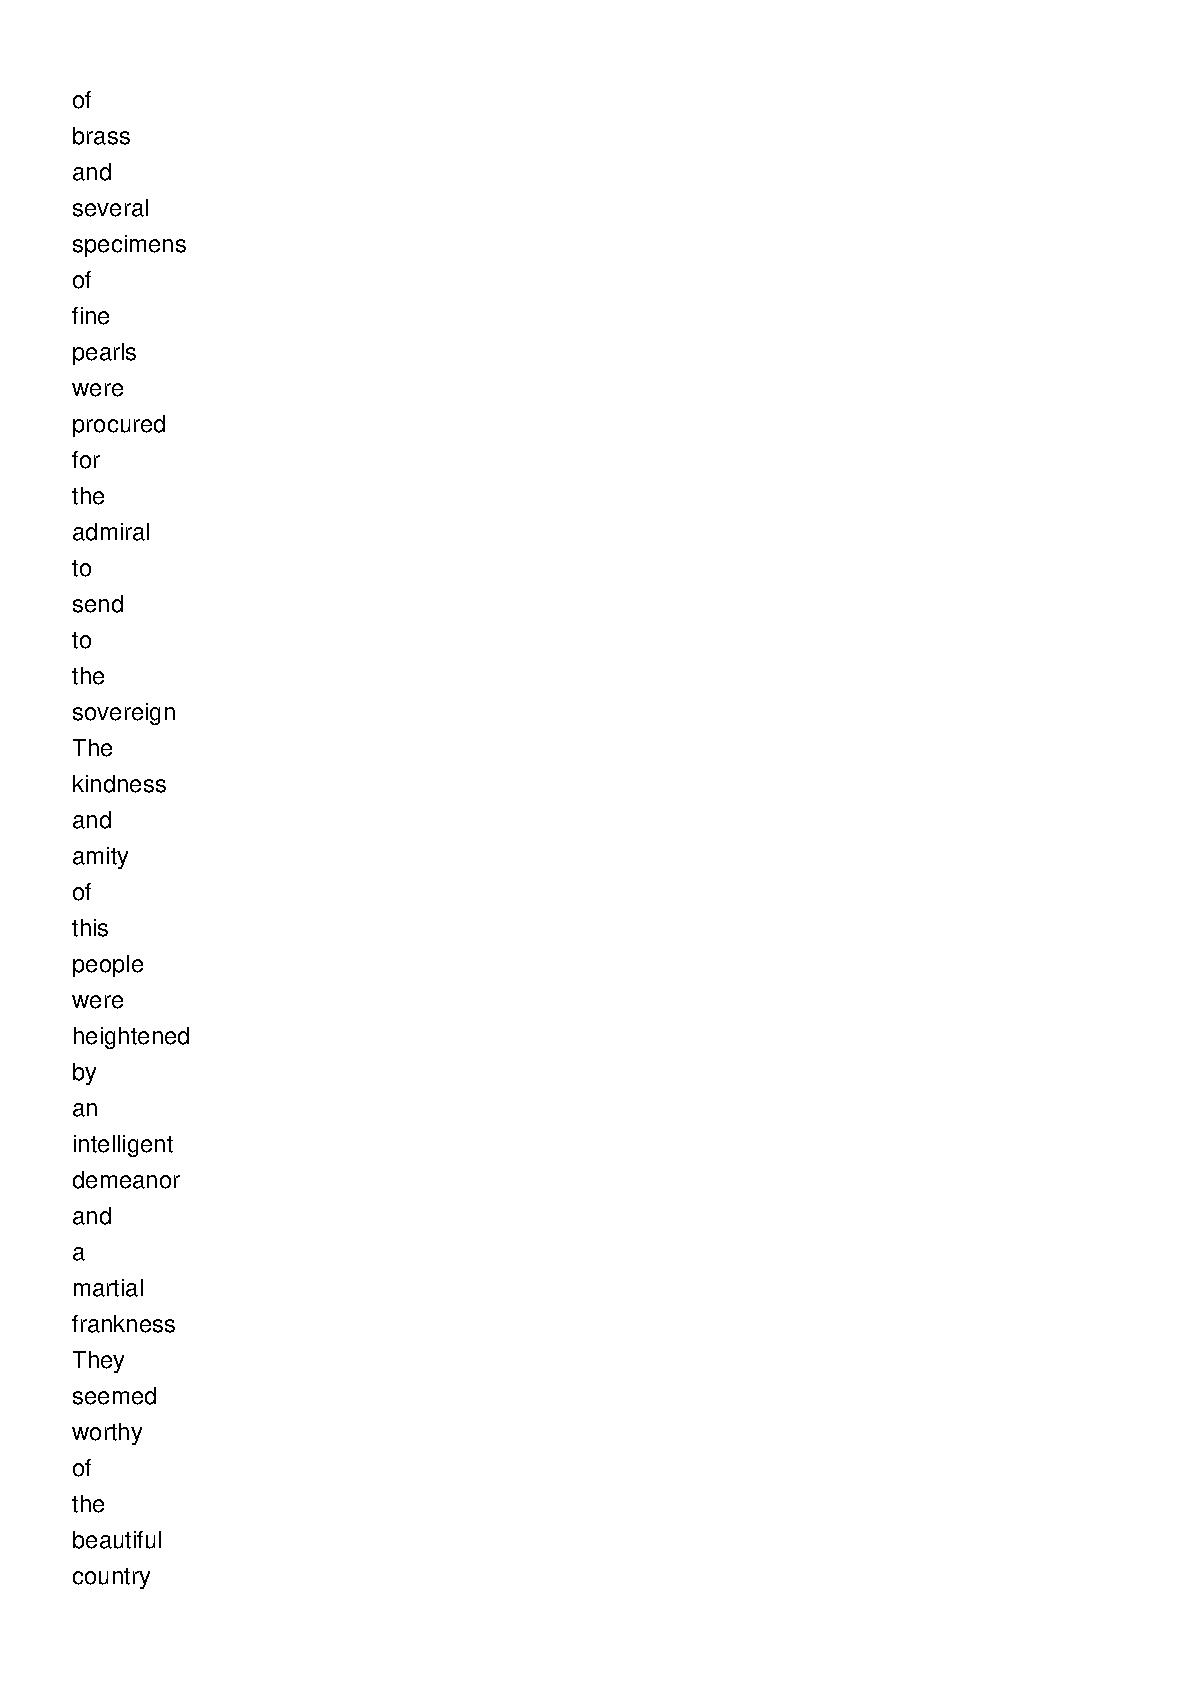 of
brass
and
several
specimens
of
fine
pearls
were
procured
for
the
admiral
to
send
to
the
sovereign
The
kindness
and
amity
of
this
people
were
heightened
by
an
intelligent
demeanor
and
a
martial
frankness
They
seemed
worthy
of
the
beautiful
country